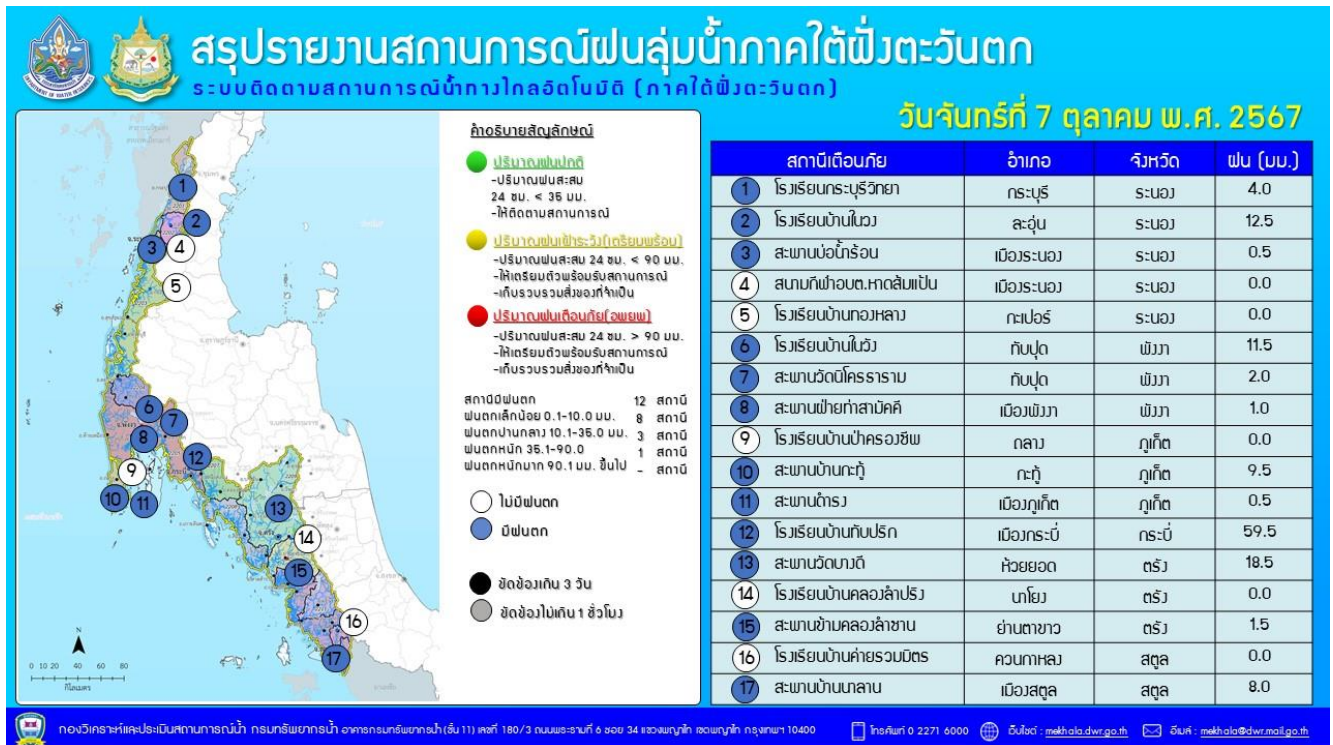 สรุปรายงานสถานการณ์ฝนลุ่มน้ำภาคใต้ฝั่งตะวันตก
ระบบติดตามสถานการณ์น้ำทางไกลอัตโนมัติ (ภาคใต้ฝั่งตะวันตก)
วันจันทร์ที่ 7 ตุลาคม พ.ศ. 2567
คำอธิบายสัญลักษณ์
ปริมาณฝนปกติ
-ปริมาณฝนสะสม
24 ชม. < 35 มม.
-ให้ติดตามสถานการณ์
ปริมาณฝนเฝ้าระวัง(เตรียมพร้อม)
-ปริมาณฝนสะสม 24 ชม. < 90 มม.
-ให้เตรียมตัวพร้อมรับสถานการณ์
-เก็บรวบรวมสิ่งของที่จำเป็น
ปริมาณฝนเตือนภัย(อพยพ)
-ปริมาณฝนสะสม 24 ชม. > 90 มม.
-ให้เตรียมตัวพร้อมรับสถานการณ์
-เก็บรวบรวมสิ่งของที่จำเป็น
สถานีมีฝนตก 12 สถานี
ฝนตกเล็กน้อย 0.1-10.0 มม. 8 สถานี
ฝนตกปานกลาง 10.1-35.0 มม. 3 สถานี
ฝนตกหนัก 35.1-90.0 1 สถานี
ฝนตกหนักมาก 90.1 มม. ขึ้นไป - สถานี
ไม่มีฝนตก
มีฝนตก
ขัดข้องเกิน 3 วัน
ขัดข้องไม่เกิน 1 ชั่วโมง
1
2
3
4
5
6
7
8
9
10
11
12
13
14
15
16
17
N
0 10 20 40 60 80
กิโลเมตร
สถานีเตือนภัย อำเภอ จังหวัด ฝน (มม.)
1 โรงเรียนกระบุรีวิทยา กระบุรี ระนอง 4.0
2 โรงเรียนบ้านในวง ละอุ่น ระนอง 12.5
3 สะพานบ่อน้ำร้อน เมืองระนอง ระนอง 0.5
4 สนามกีฬาอบต.หาดส้มแป้น เมืองระนอง ระนอง 0.0
5 โรงเรียนบ้านทองหลาง กะเปอร์ ระนอง 0.0
6 โรงเรียนบ้านในวัง ทับปุด พังงา 11.5
7 สะพานวัดนิโครธาราม ทับปุด พังงา 2.0
8 สะพานฝ่ายท่าสามัคคี เมืองพังงา พังงา 1.0
9 โรงเรียนบ้านป่าครองชีพ ถลาง ภูเก็ต 0.0
10 สะพานบ้านกะทู้ กะทู้ ภูเก็ต 9.5
11 สะพานดำรง เมืองภูเก็ต ภูเก็ต 0.5
12 โรงเรียนบ้านทับปริก เมืองกระบี่ กระบี่ 59.5
13 สะพานวัดบางดี ห้วยยอด ตรัง 18.5
14 โรงเรียนบ้านคลองลำปริง นาโยง ตรัง 0.0
15 สะพานข้ามคลองลำชาน ย่านตาขาว ตรัง 1.5
16 โรงเรียนบ้านค่ายรวมมิตร ควนกาหลง สตูล 0.0
17 สะพานบ้านนาลาน เมืองสตูล สตูล 8.0
กองวิเคราะห์และประเมินสถานการณ์น้ำ กรมทรัพยากรน้ำ อาคารกรมทรัพยากรน้ำ (ชั้น 11) เลขที่ 180/3 ถนนพระรามที่ 6 ซอย 34 แขวงพญาไท เขตพญาไท กรุงเทพฯ 10400 โทรศัพท์ 0 2271 6000 เว็บไซต์ : mekhala.dwr.go.th อีเมล์ : mekhala@dwr.mail.go.th